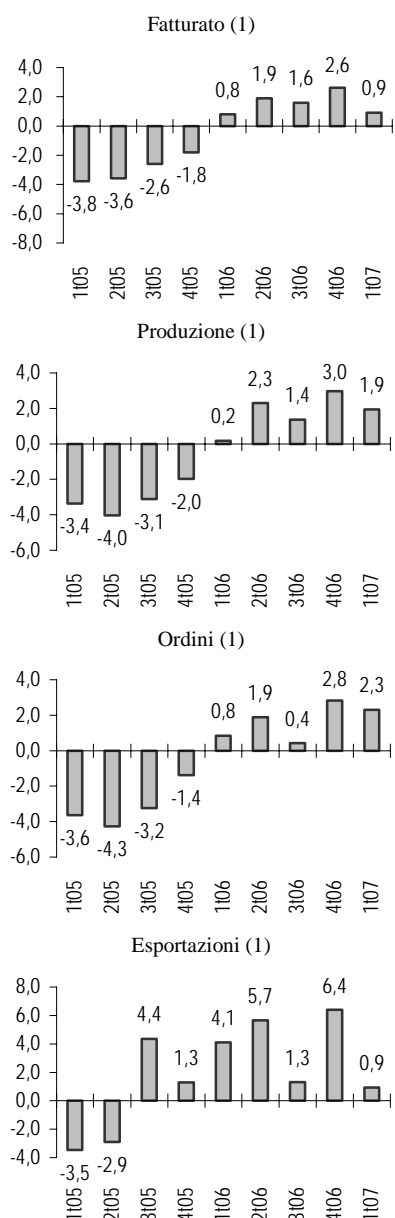 Fatturato (1)
4,0
2,0
0,0
-2,0
-4,0
-6,0
-8,0
-3,8
-3,6
-2,6
-1,8
0,8
1,9
1,6
2,6
0,9
1t05
2t05
3t05
4t05
1t06
2t06
3t06
4t06
1t07
Produzione (1)
4,0
2,0
0,0
-2,0
-4,0
-6,0
-3,4
-4,0
-3,1
-2,0
0,2
2,3
1,4
3,0
1,9
1t05
2t05
3t05
4t05
1t06
2t06
3t06
4t06
1t07
Ordini (1)
4,0
2,0
0,0
-2,0
-4,0
-6,0
-3,6
-4,3
-3,2
-1,4
0,8
1,9
0,4
2,8
2,3
1t05
2t05
3t05
4t05
1t06
2t06
3t06
4t06
1t07
Esportazioni (1)
8,0
6,0
4,0
2,0
0,0
-2,0
-4,0
-3,5
-2,9
4,4
1,3
4,1
5,7
1,3
6,4
0,9
1t05
2t05
3t05
4t05
1t06
2t06
3t06
4t06
1t07